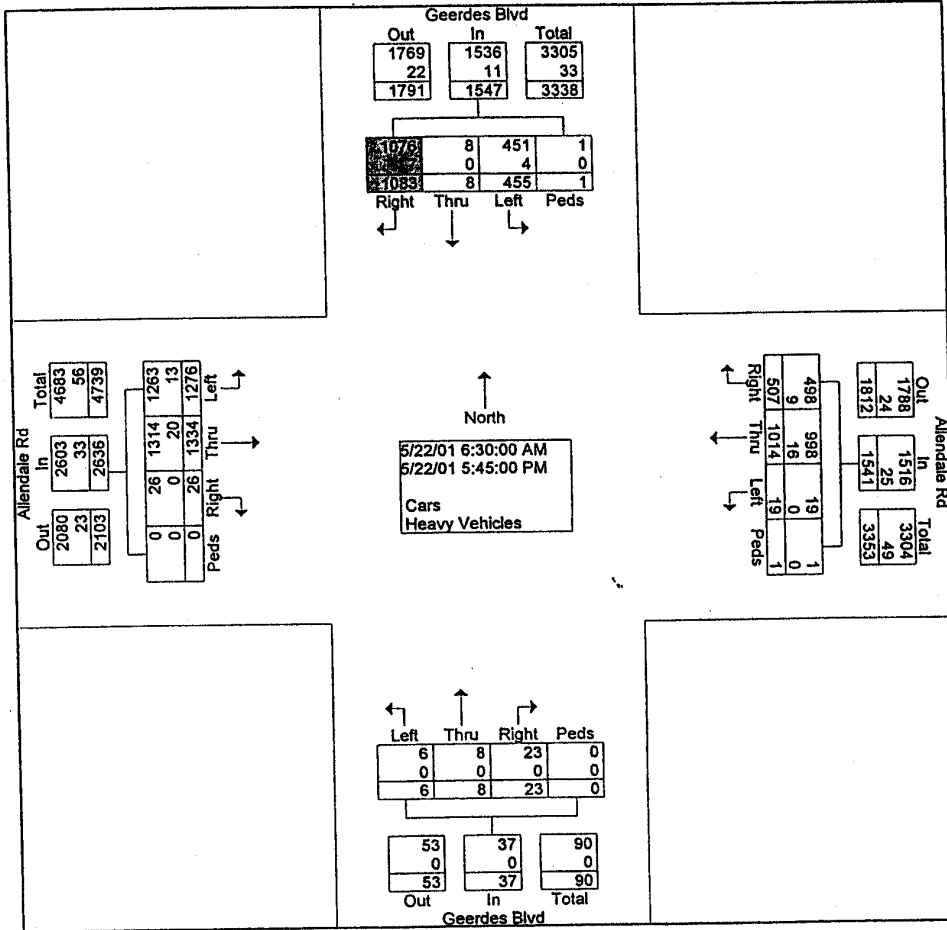 Geerdes Blvd
Out In Total
1769 1536 3305
22 11 33
1791 1547 3338
1076 8 451 1
0 4 0
1083 8 455 1
Right Thru Left Peds
Allendale Rd
Total In Out
4683 2603 2080
56 33 23
4739 2636 2103
1263 1314 26 0
13 20 0 0
1276 1334 26 0
Left Thru Right Peds
North
5/22/01 6:30:00 AM
5/22/01 5:45:00 PM
Cars
Heavy Vehicles
Right Thru Left Peds
507 1014 19 1
9 16 0 0
498 998 19 1
Out In Total
1788 1516 3304
24 25 49
1812 1541 3353
Allendale Rd
Left Thru Right Peds
6 8 23 0
0 0 0 0
6 8 23 0
53 37 90
0 0 0
53 37 90
Out In Total
Geerdes Blvd